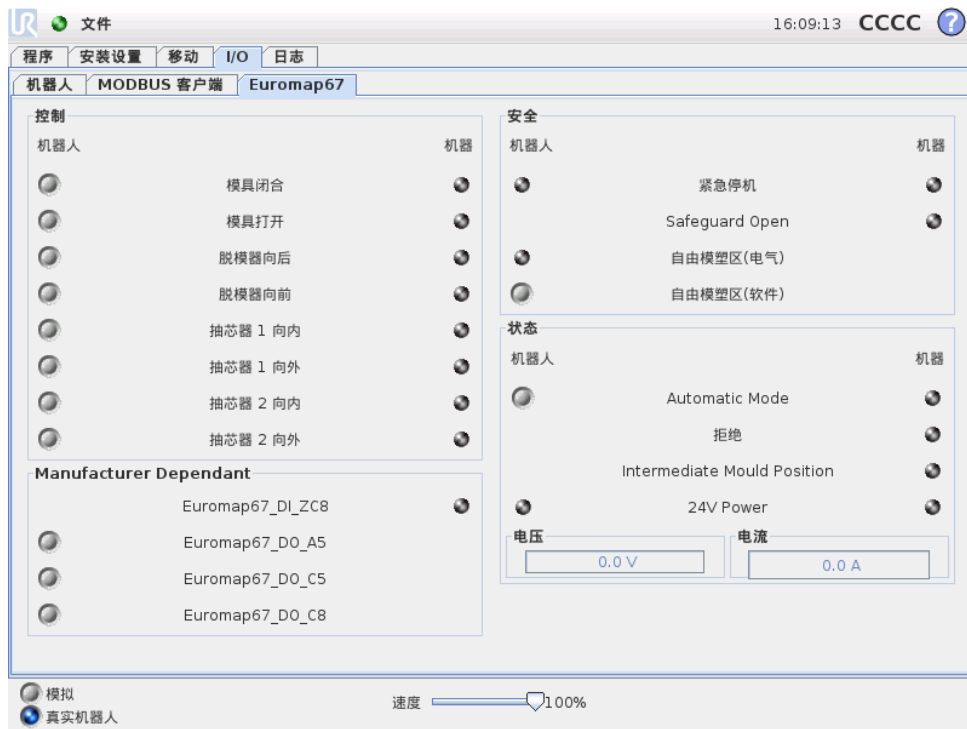 UR 文件 16:09:13 CCCC ?
程序 安装设置 移动 I/O 日志
机器人 MODBUS 客户端 Euromap67
控制
机器人 机器
模具闭合
模具打开
脱模器向后
脱模器向前
抽芯器 1 向内
抽芯器 1 向外
抽芯器 2 向内
抽芯器 2 向外
Manufacturer Dependant
Euromap67_DI_ZC8
Euromap67_DO_A5
Euromap67_DO_C5
Euromap67_DO_C8
安全
机器人 机器
紧急停机
Safeguard Open
自由模塑区(电气)
自由模塑区(软件)
状态
机器人 机器
Automatic Mode
拒绝
Intermediate Mould Position
24V Power
电压 电流
0.0 V 0.0 A
模拟
真实机器人
速度 100%